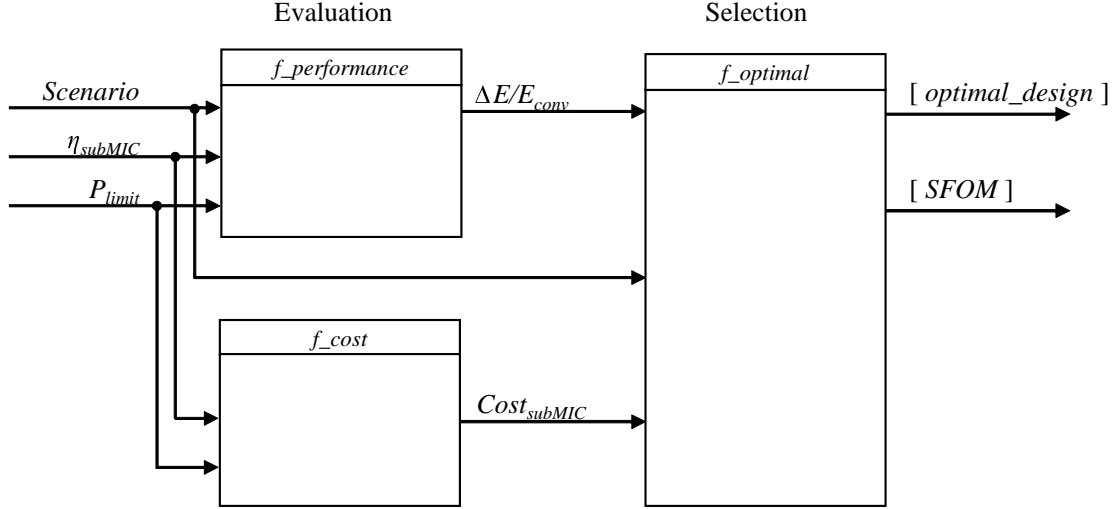 Evaluation
Selection
f_performance
f_optimal
Scenario
ΔE/E_conv
[ optimal_design ]
η_subMIC
P_limit
[ SFOM ]
f_cost
Cost_subMIC